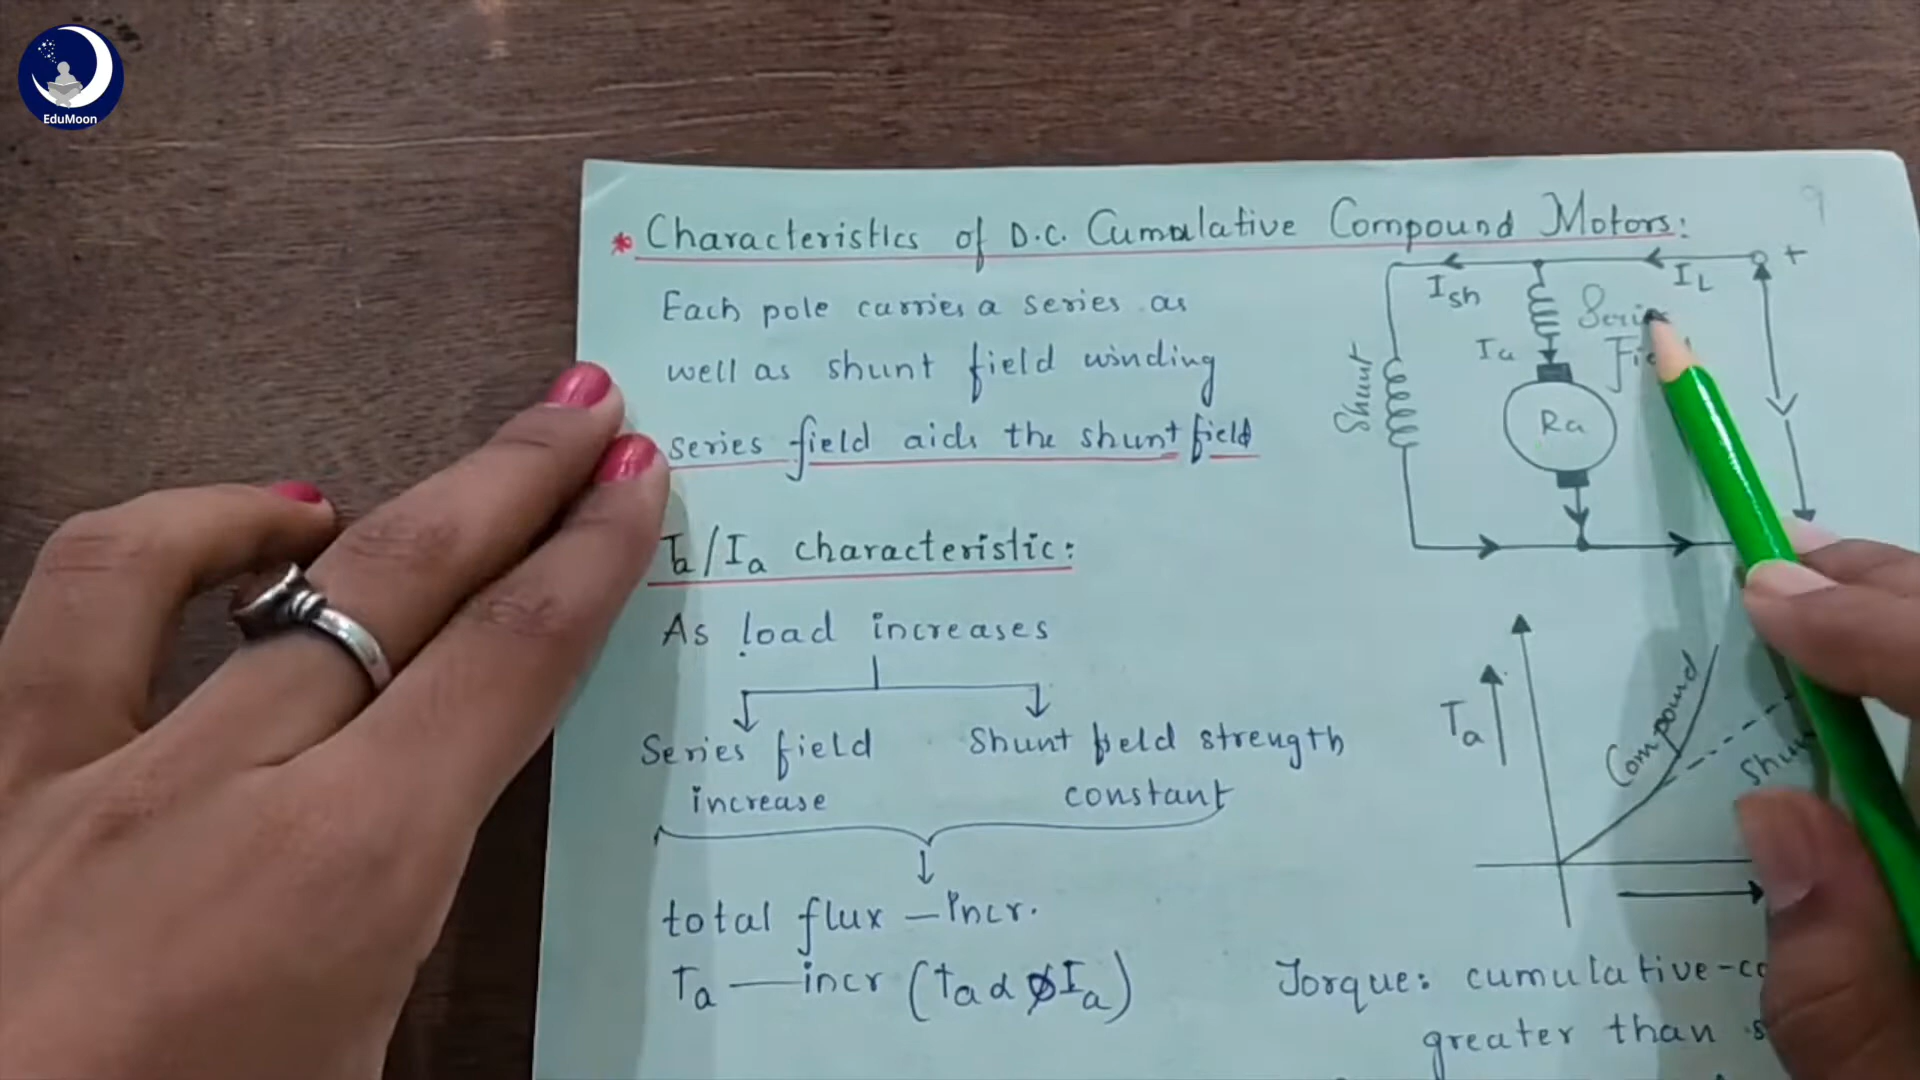 EduMoon
* Characteristics of D.C. Cumulative Compound Motors:
Each pole carries a series as
well as shunt field winding
series field aids the shunt field
Ta/Ia characteristic:
As load increases
Series field Shunt field strength
increase constant
total flux — incr.
Ta — incr (ta α ϕIa)
+
Ish
IL
Ia
Shunt
Ra
Ta
Compound
Torque: cumulative-
greater than